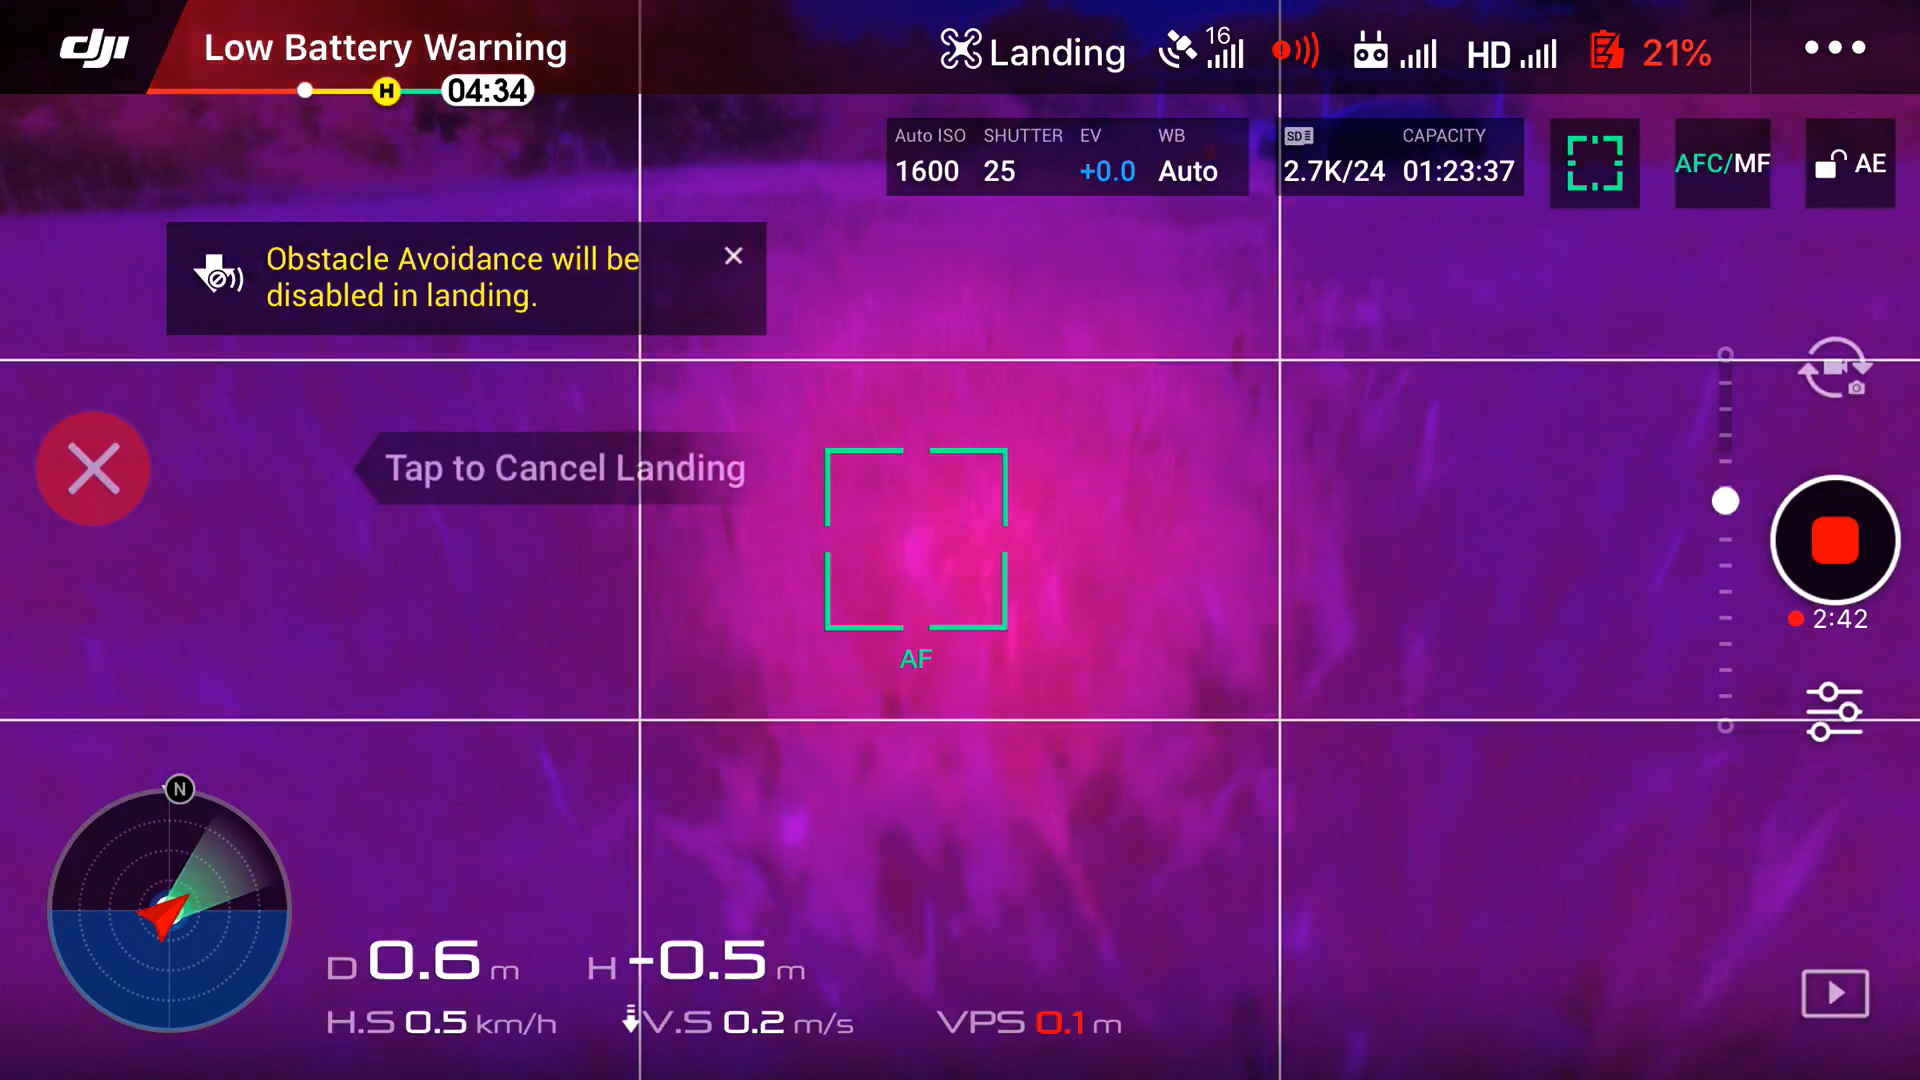 dji
Low Battery Warning
H
04:34
Landing
16
HD
21%
Auto ISO SHUTTER EV WB
1600 25 +0.0 Auto
SD CAPACITY
2.7K/24 01:23:37
AFC/MF
AE
Obstacle Avoidance will be
disabled in landing.
Tap to Cancel Landing
AF
2:42
N
D 0.6 m H -0.5 m
H.S 0.5 km/h V.S 0.2 m/s VPS 0.1 m